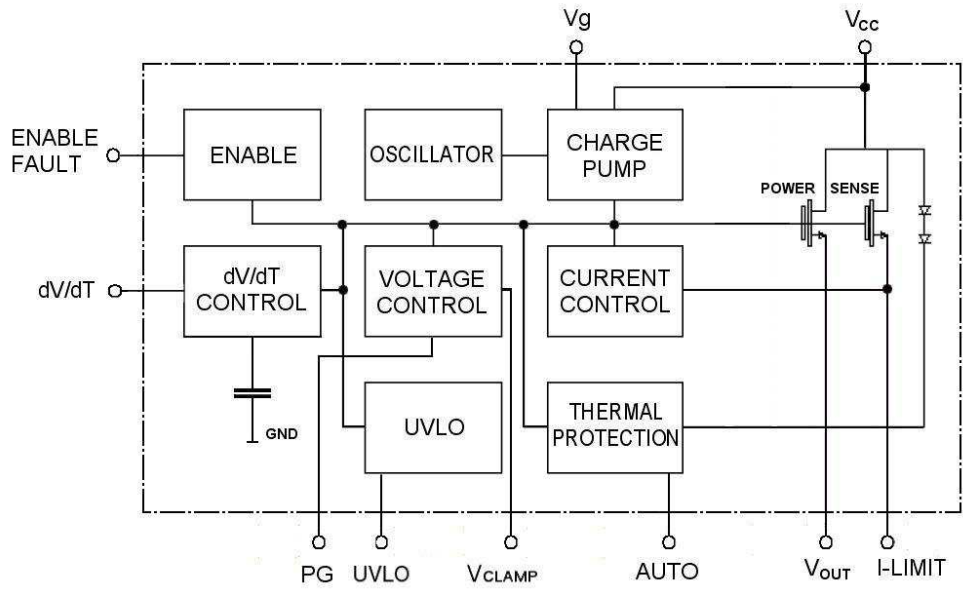 Vg
VCC
ENABLE
FAULT
ENABLE
OSCILLATOR
CHARGE
PUMP
POWER
SENSE
dV/dT
dV/dT
CONTROL
VOLTAGE
CONTROL
CURRENT
CONTROL
GND
UVLO
THERMAL
PROTECTION
PG
UVLO
VCLAMP
AUTO
VOUT
I-LIMIT